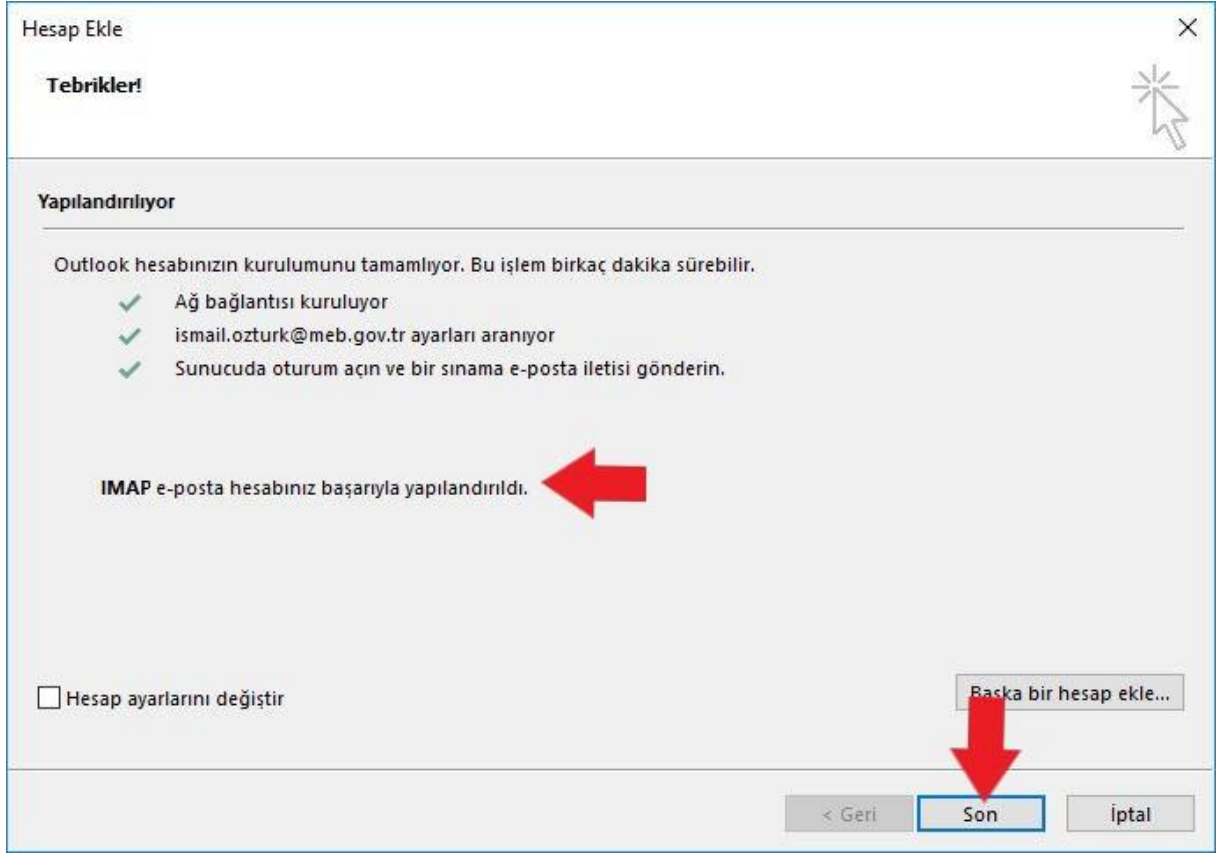 Hesap Ekle
Tebrikler!
Yapılandırılıyor
Outlook hesabınızın kurulumunu tamamlıyor. Bu işlem birkaç dakika sürebilir.
Ağ bağlantısı kuruluyor
ismail.ozturk@meb.gov.tr ayarları aranıyor
Sunucuda oturum açın ve bir sınama e-posta iletisi gönderin.
IMAP e-posta hesabınız başarıyla yapılandırıldı.
Hesap ayarlarını değiştir
Başka bir hesap ekle...
< Geri
Son
İptal